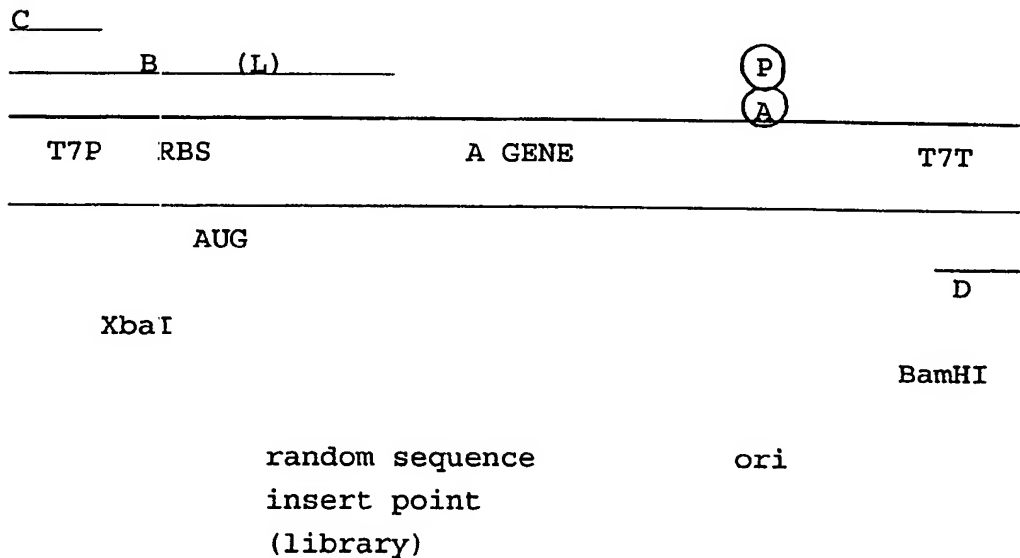 C
B (L) P
A
T7P RBS A GENE T7T
AUG
D
XbaI
BamHI
random sequence ori
insert point
(library)